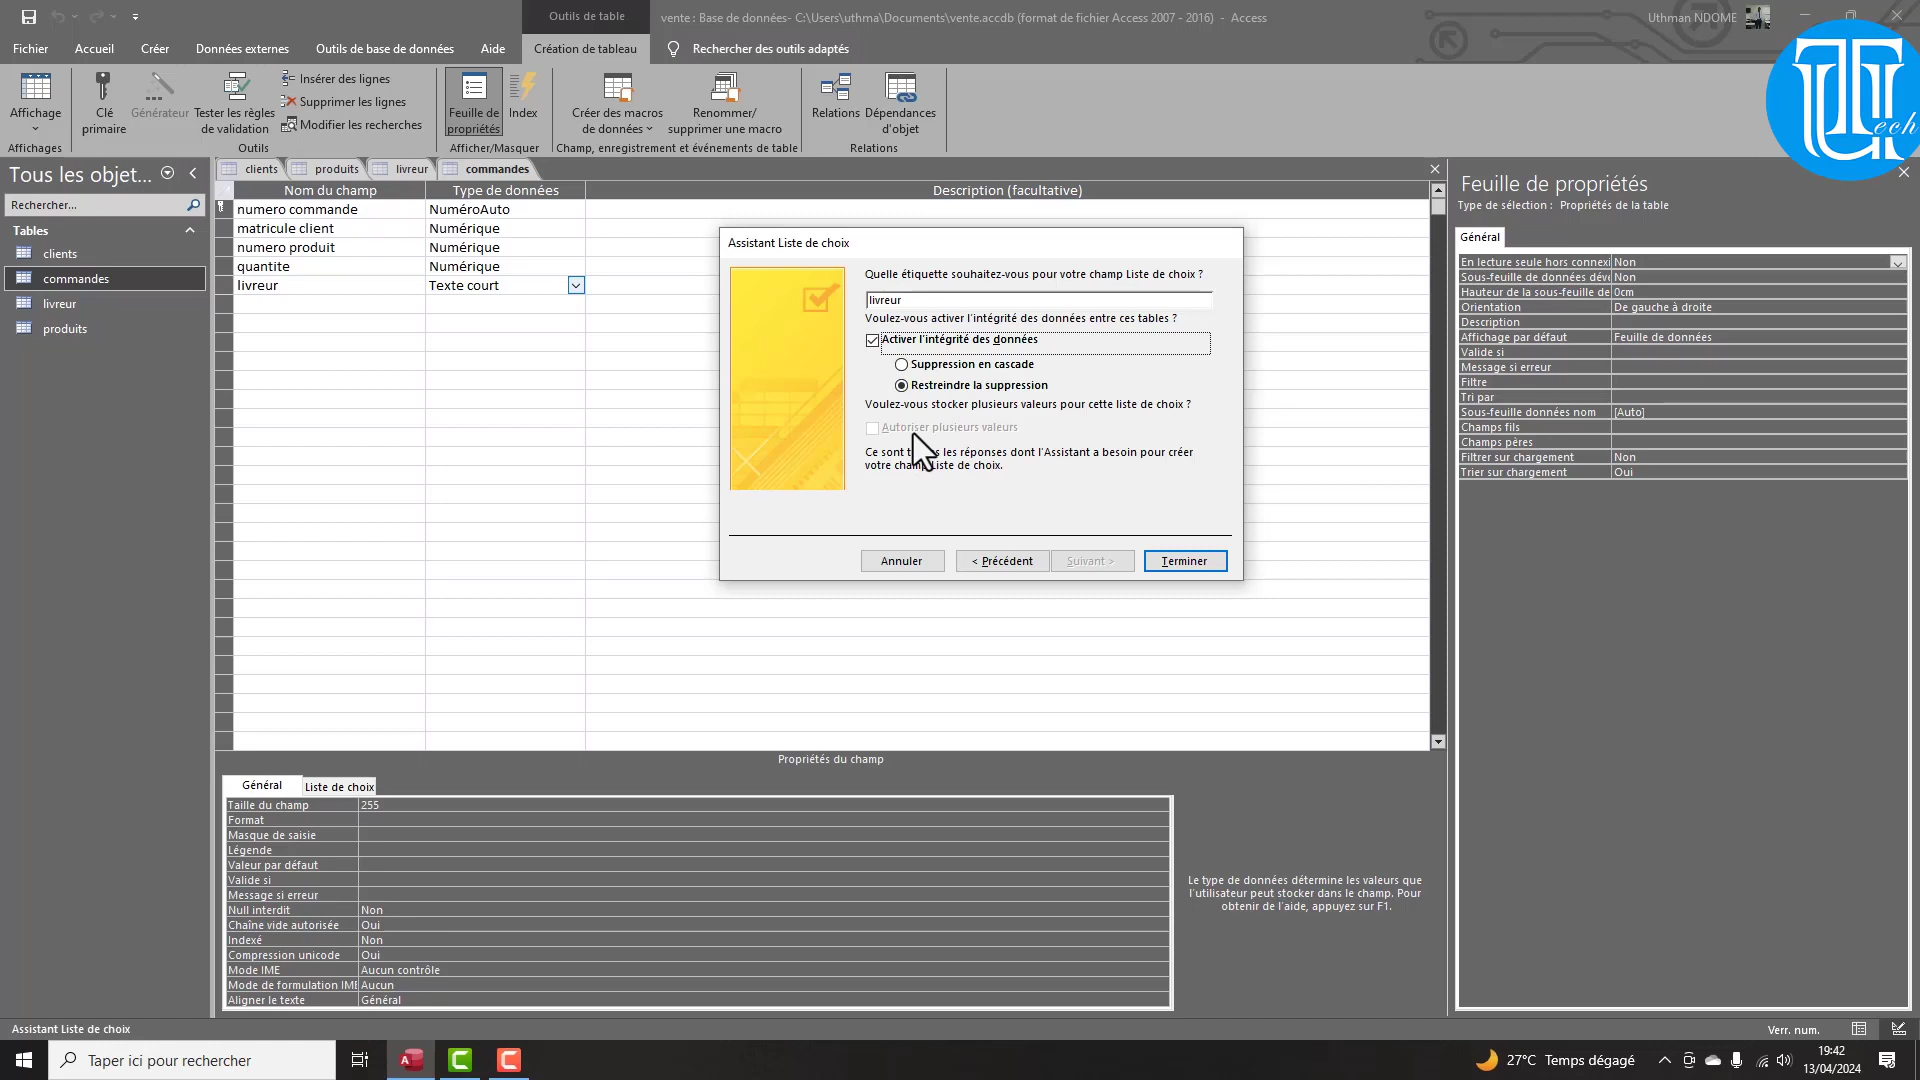 Outils de table
vente : Base de données- C:\Users\uthma\Documents\vente.accdb (format de fichier Access 2007 - 2016) - Access
Uthman NDOME
Fichier
Accueil
Créer
Données externes
Outils de base de données
Aide
Création de tableau
Rechercher des outils adaptés
Affichage
Clé primaire
Générateur
Tester les règles de validation
Insérer des lignes
Supprimer les lignes
Modifier les recherches
Feuille de propriétés
Index
Créer des macros de données
Renommer/ supprimer une macro
Relations
Dépendances d'objet
Affichages
Outils
Afficher/Masquer
Champ, enregistrement et événements de table
Relations
UTech
Tous les objet...
Rechercher...
Tables
clients
commandes
livreur
produits
clients
produits
livreur
commandes
Nom du champ
Type de données
Description (facultative)
numero commande
NuméroAuto
matricule client
Numérique
numero produit
Numérique
quantite
Numérique
livreur
Texte court
Assistant Liste de choix
Quelle étiquette souhaitez-vous pour votre champ Liste de choix ?
livreur
Voulez-vous activer l'intégrité des données entre ces tables ?
Activer l'intégrité des données
Suppression en cascade
Restreindre la suppression
Voulez-vous stocker plusieurs valeurs pour cette liste de choix ?
Autoriser plusieurs valeurs
Ce sont les réponses dont l'Assistant a besoin pour créer
votre champ Liste de choix.
Annuler
< Précédent
Suivant >
Terminer
Feuille de propriétés
Type de sélection : Propriétés de la table
Général
En lecture seule hors connexi Non
Sous-feuille de données déve Non
Hauteur de la sous-feuille de 0cm
Orientation De gauche à droite
Description
Affichage par défaut Feuille de données
Valide si
Message si erreur
Filtre
Tri par
Sous-feuille données nom [Auto]
Champs fils
Champs pères
Filtrer sur chargement Non
Trier sur chargement Oui
Propriétés du champ
Général
Liste de choix
Taille du champ 255
Format
Masque de saisie
Légende
Valeur par défaut
Valide si
Message si erreur
Null interdit Non
Chaîne vide autorisée Oui
Indexé Non
Compression unicode Oui
Mode IME Aucun contrôle
Mode de formulation IME Aucun
Aligner le texte Général
Le type de données détermine les valeurs que
l'utilisateur peut stocker dans le champ. Pour
obtenir de l'aide, appuyez sur F1.
Assistant Liste de choix
Verr. num.
Taper ici pour rechercher
27°C Temps dégagé
19:42
13/04/2024